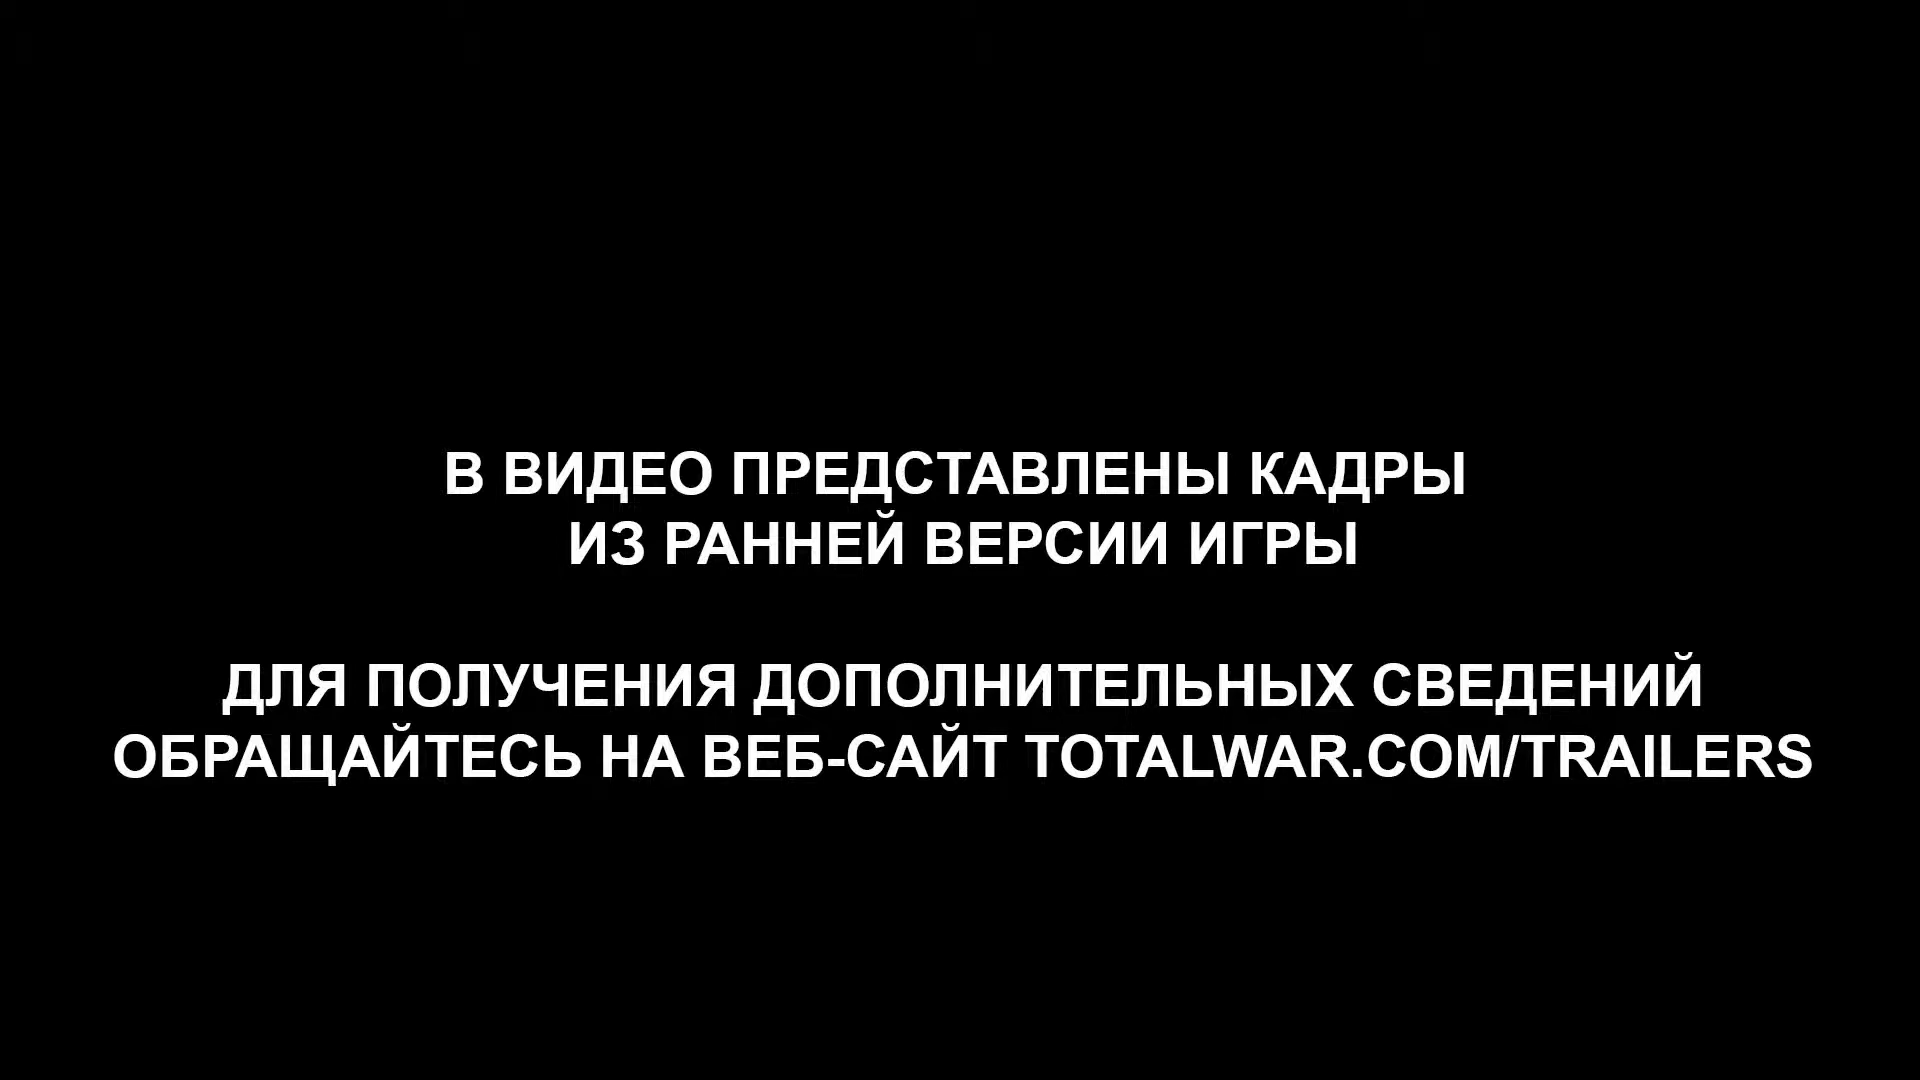 В ВИДЕО ПРЕДСТАВЛЕНЫ КАДРЫ
ИЗ РАННЕЙ ВЕРСИИ ИГРЫ
ДЛЯ ПОЛУЧЕНИЯ ДОПОЛНИТЕЛЬНЫХ СВЕДЕНИЙ
ОБРАЩАЙТЕСЬ НА ВЕБ-САЙТ TOTALWAR.COM/TRAILERS